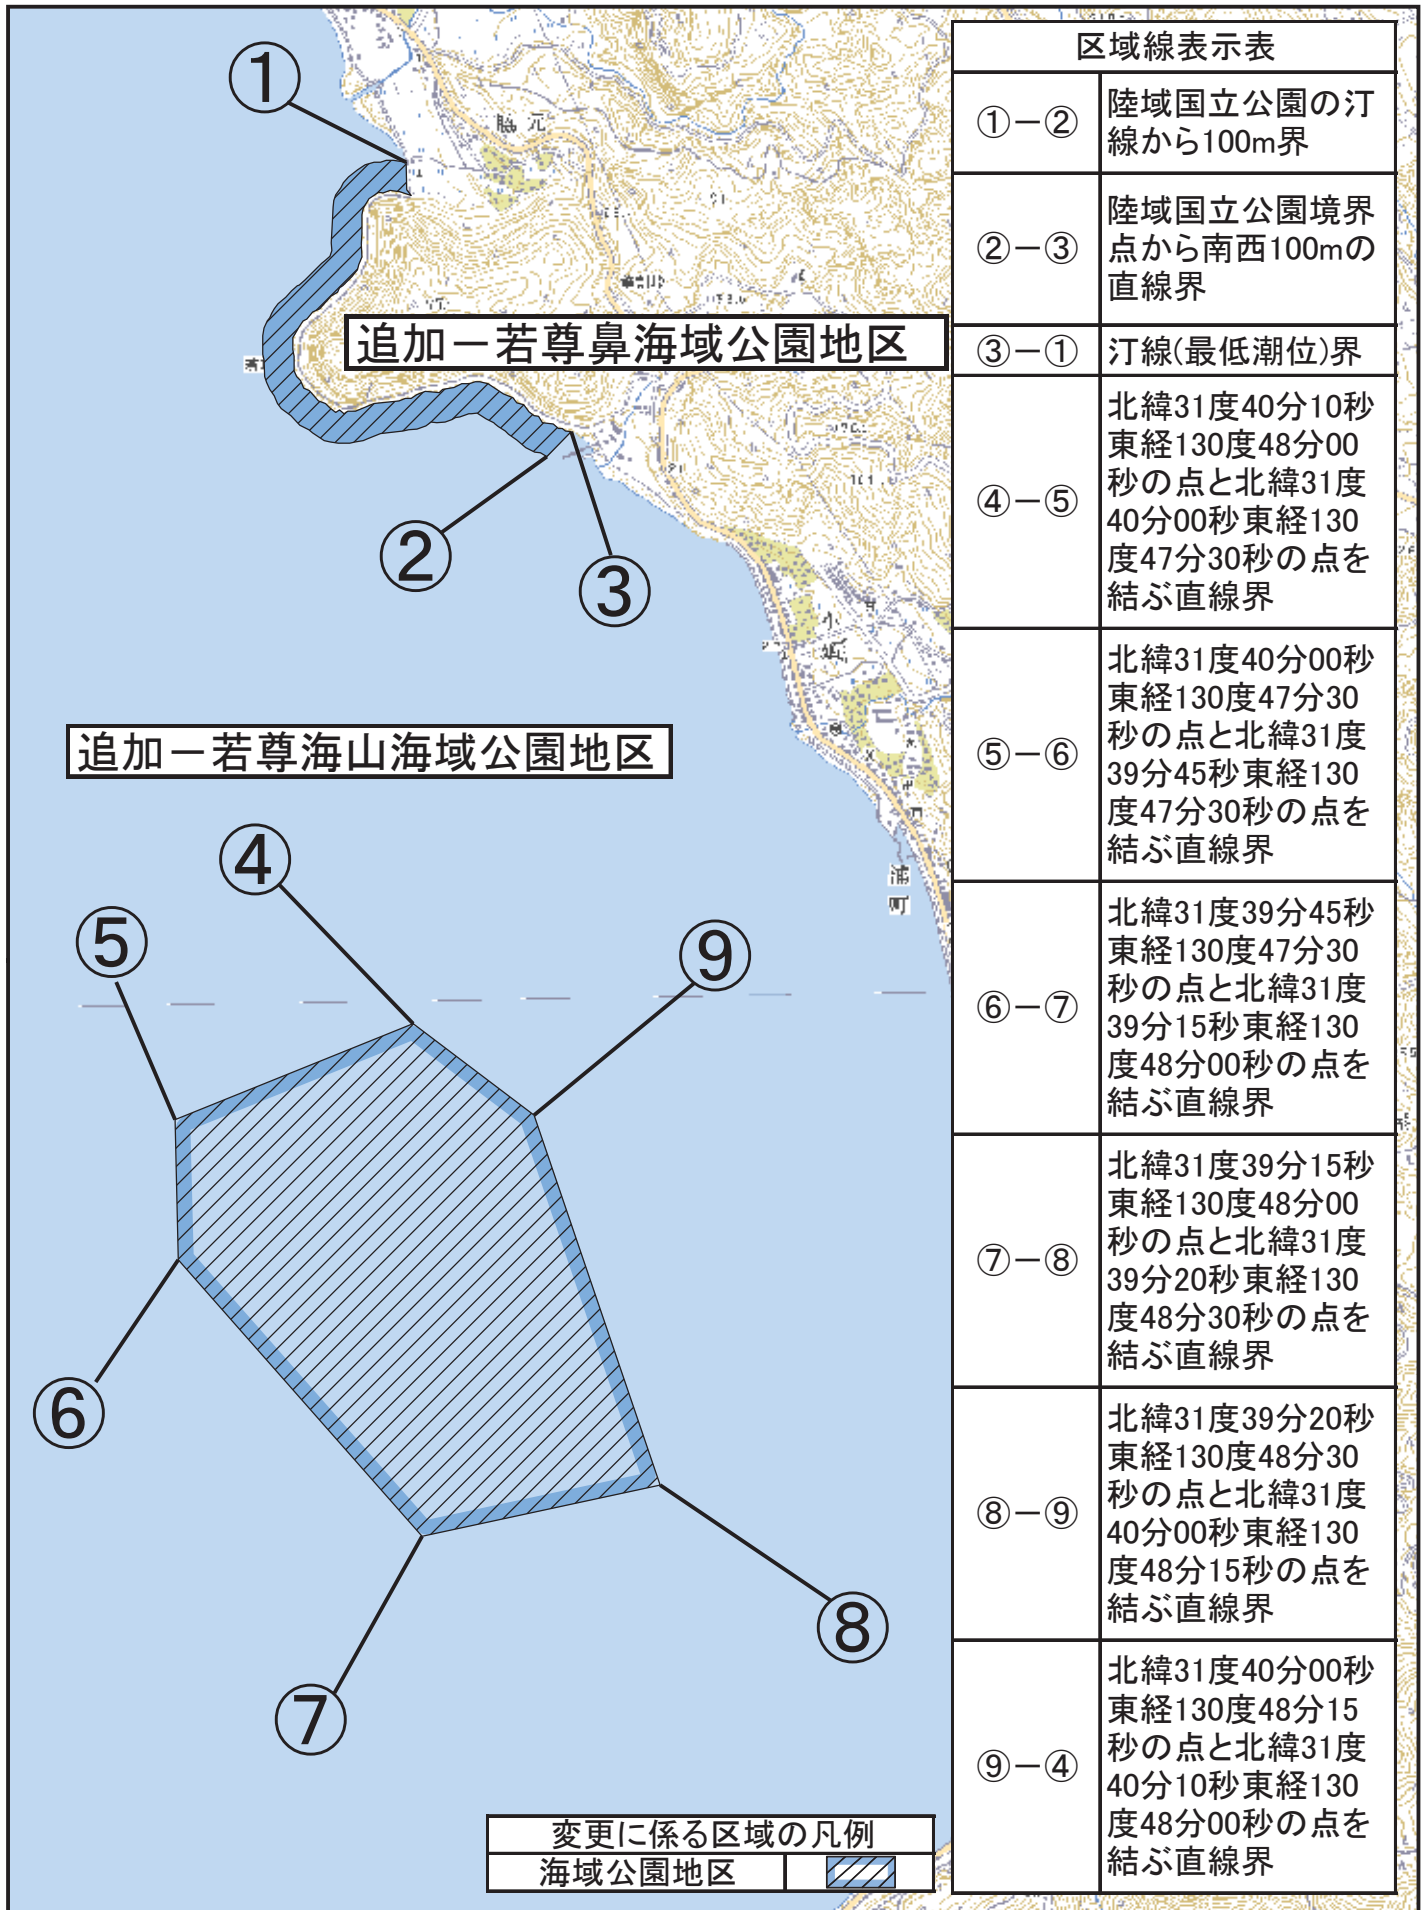 ①
脇元
追加－若尊鼻海域公園地区
②
③
小浜
追加－若尊海山海域公園地区
④
⑤
⑨
⑥
⑧
⑦
変更に係る区域の凡例
海域公園地区
区域線表示表
①－②
陸域国立公園の汀
線から100m界
②－③
陸域国立公園境界
点から南西100mの
直線界
③－①
汀線(最低潮位)界
④－⑤
北緯31度40分10秒
東経130度48分00
秒の点と北緯31度
40分00秒東経130
度47分30秒の点を
結ぶ直線界
⑤－⑥
北緯31度40分00秒
東経130度47分30
秒の点と北緯31度
39分45秒東経130
度47分30秒の点を
結ぶ直線界
⑥－⑦
北緯31度39分45秒
東経130度47分30
秒の点と北緯31度
39分15秒東経130
度48分00秒の点を
結ぶ直線界
⑦－⑧
北緯31度39分15秒
東経130度48分00
秒の点と北緯31度
39分20秒東経130
度48分30秒の点を
結ぶ直線界
⑧－⑨
北緯31度39分20秒
東経130度48分30
秒の点と北緯31度
40分00秒東経130
度48分15秒の点を
結ぶ直線界
⑨－④
北緯31度40分00秒
東経130度48分15
秒の点と北緯31度
40分10秒東経130
度48分00秒の点を
結ぶ直線界